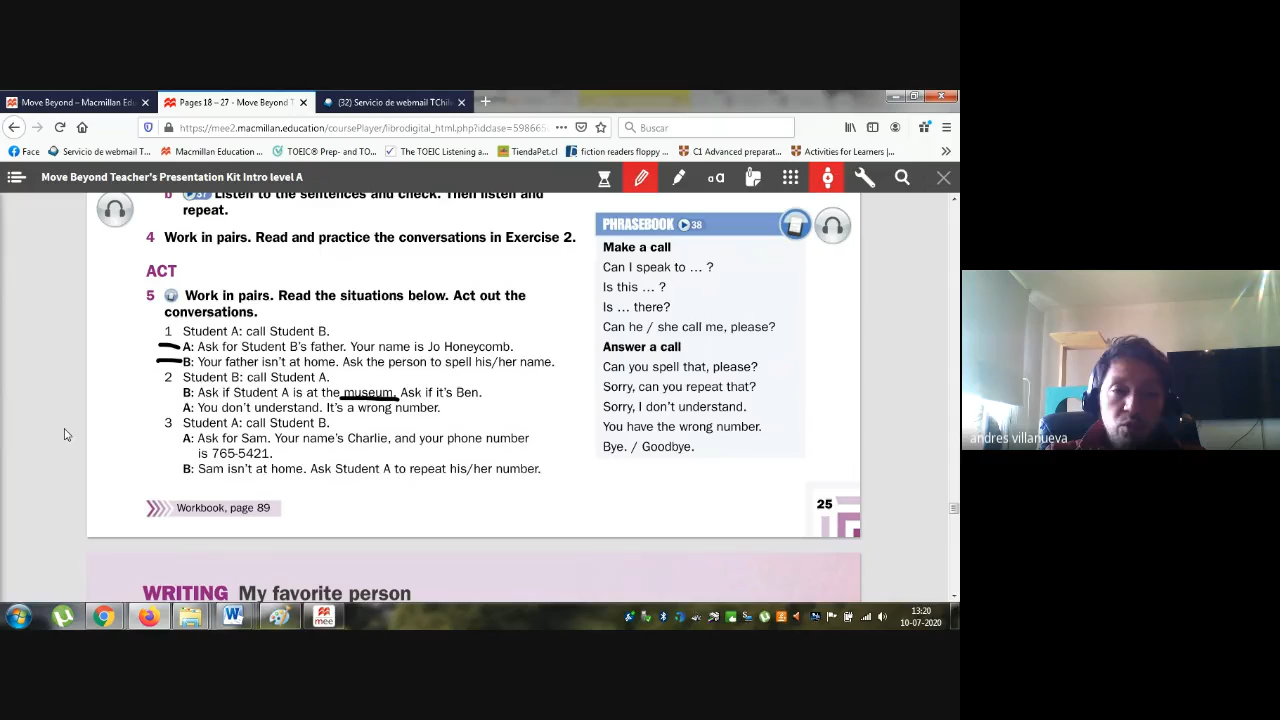 Move Beyond – Macmillan Edu
Pages 18 – 27 - Move Beyond T
(32) Servicio de webmail TChil
https://mee2.macmillan.education/coursePlayer/librodigital_html.php?idclase=598665
Buscar
Face
Servicio de webmail T...
Macmillan Education ...
TOEIC® Prep- and TO...
The TOEIC Listening a...
TiendaPet.cl
fiction readers floppy ...
C1 Advanced preparat...
Activities for Learners |...
Move Beyond Teacher's Presentation Kit Intro level A
b 37 Listen to the sentences and check. Then listen and
repeat.
4 Work in pairs. Read and practice the conversations in Exercise 2.
ACT
5 Work in pairs. Read the situations below. Act out the
conversations.
1 Student A: call Student B.
A: Ask for Student B's father. Your name is Jo Honeycomb.
B: Your father isn't at home. Ask the person to spell his/her name.
2 Student B: call Student A.
B: Ask if Student A is at the museum. Ask if it's Ben.
A: You don't understand. It's a wrong number.
3 Student A: call Student B.
A: Ask for Sam. Your name's Charlie, and your phone number
is 765-5421.
B: Sam isn't at home. Ask Student A to repeat his/her number.
Workbook, page 89
PHRASEBOOK 38
Make a call
Can I speak to ... ?
Is this ... ?
Is ... there?
Can he / she call me, please?
Answer a call
Can you spell that, please?
Sorry, can you repeat that?
Sorry, I don't understand.
You have the wrong number.
Bye. / Goodbye.
25
WRITING My favorite person
andres villanueva
mee
13:20
10-07-2020